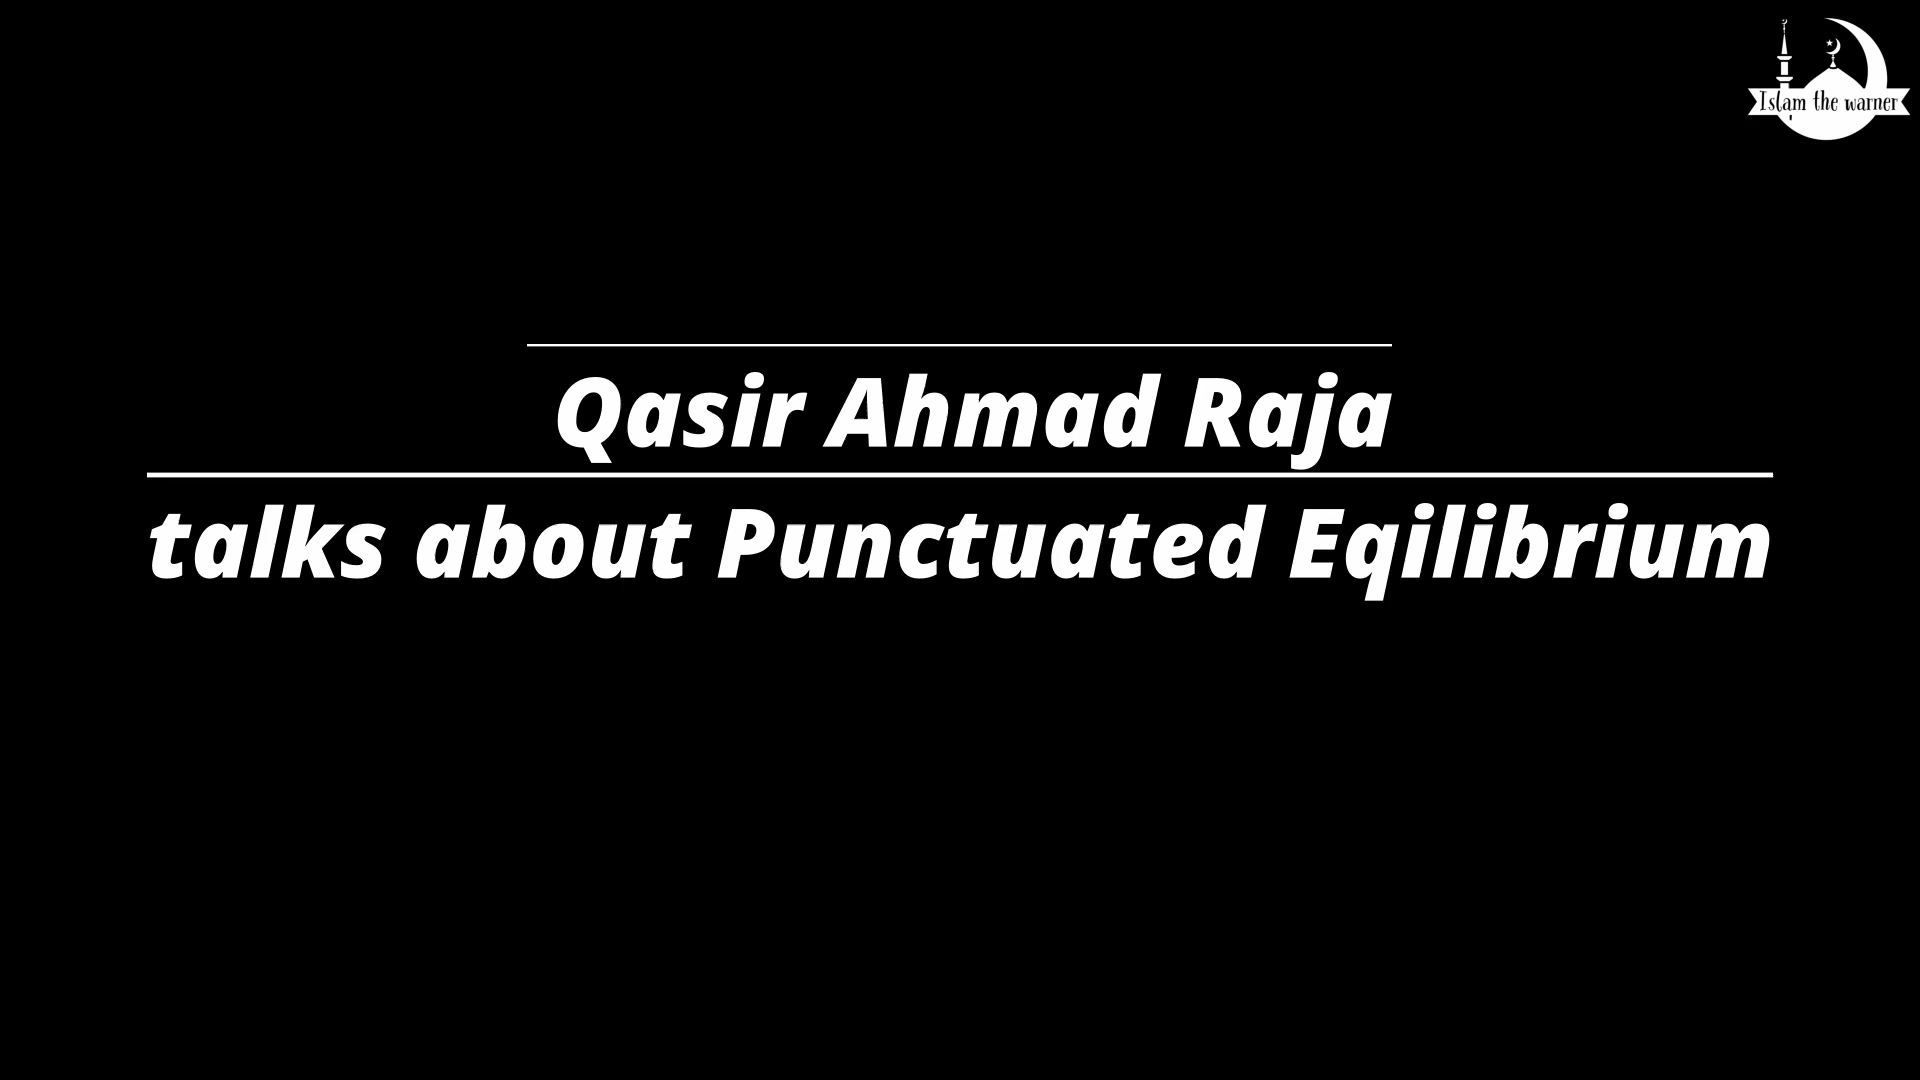 Islam the warner
Qasir Ahmad Raja
talks about Punctuated Eqilibrium